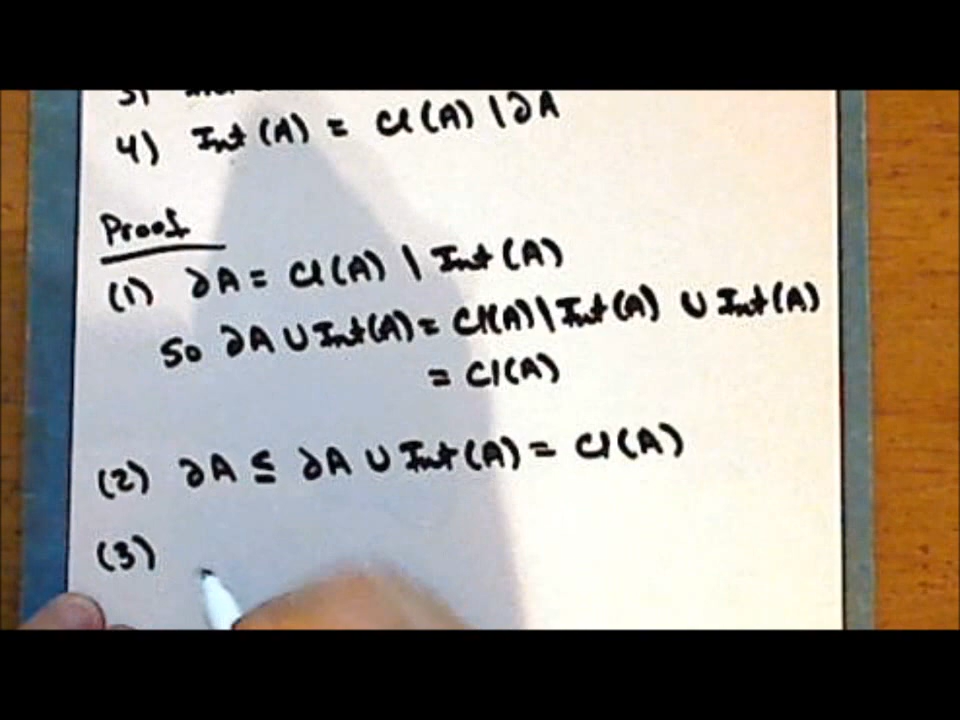 4) Int(A) = Cl(A) \ ∂A
Proof
(1) ∂A = Cl(A) \ Int(A)
So ∂A ∪ Int(A) = Cl(A) \ Int(A) ∪ Int(A)
= Cl(A)
(2) ∂A ⊆ ∂A ∪ Int(A) = Cl(A)
(3)